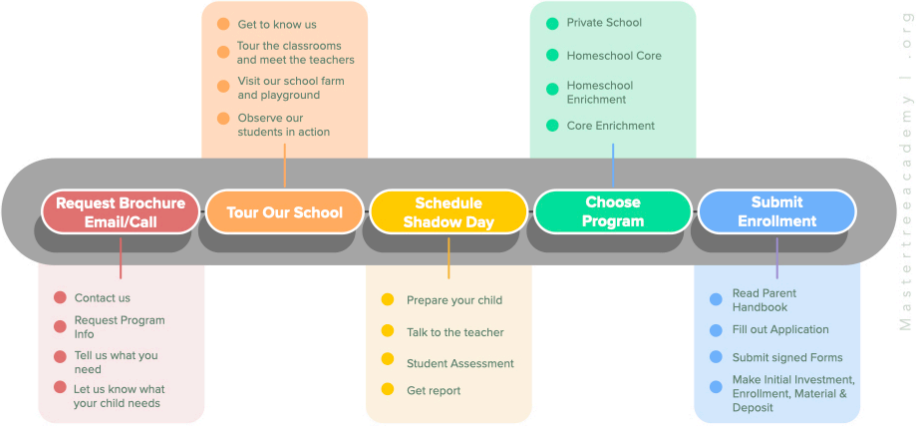 Get to know us
Tour the classrooms
and meet the teachers
Visit our school farm
and playground
Observe our
students in action
Private School
Homeschool Core
Homeschool
Enrichment
Core Enrichment
Request Brochure
Email/Call
Tour Our School
Schedule
Shadow Day
Choose
Program
Submit
Enrollment
Contact us
Request Program
Info
Tell us what you
need
Let us know what
your child needs
Prepare your child
Talk to the teacher
Student Assessment
Get report
Read Parent
Handbook
Fill out Application
Submit signed Forms
Make Initial Investment,
Enrollment, Material &
Deposit
Mastertreeacademy | .org